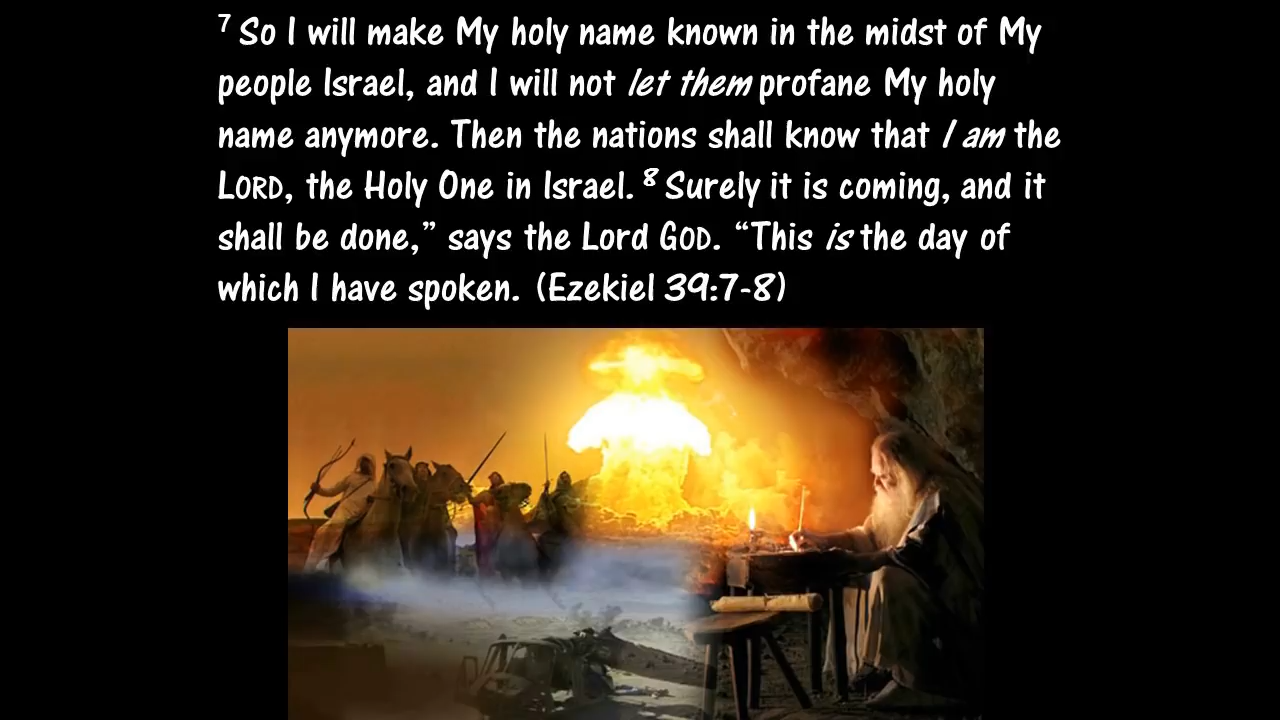 ⁷ So I will make My holy name known in the midst of My
people Israel, and I will not let them profane My holy
name anymore. Then the nations shall know that I am the
LORD, the Holy One in Israel. ⁸ Surely it is coming, and it
shall be done,” says the Lord GOD. “This is the day of
which I have spoken. (Ezekiel 39:7-8)